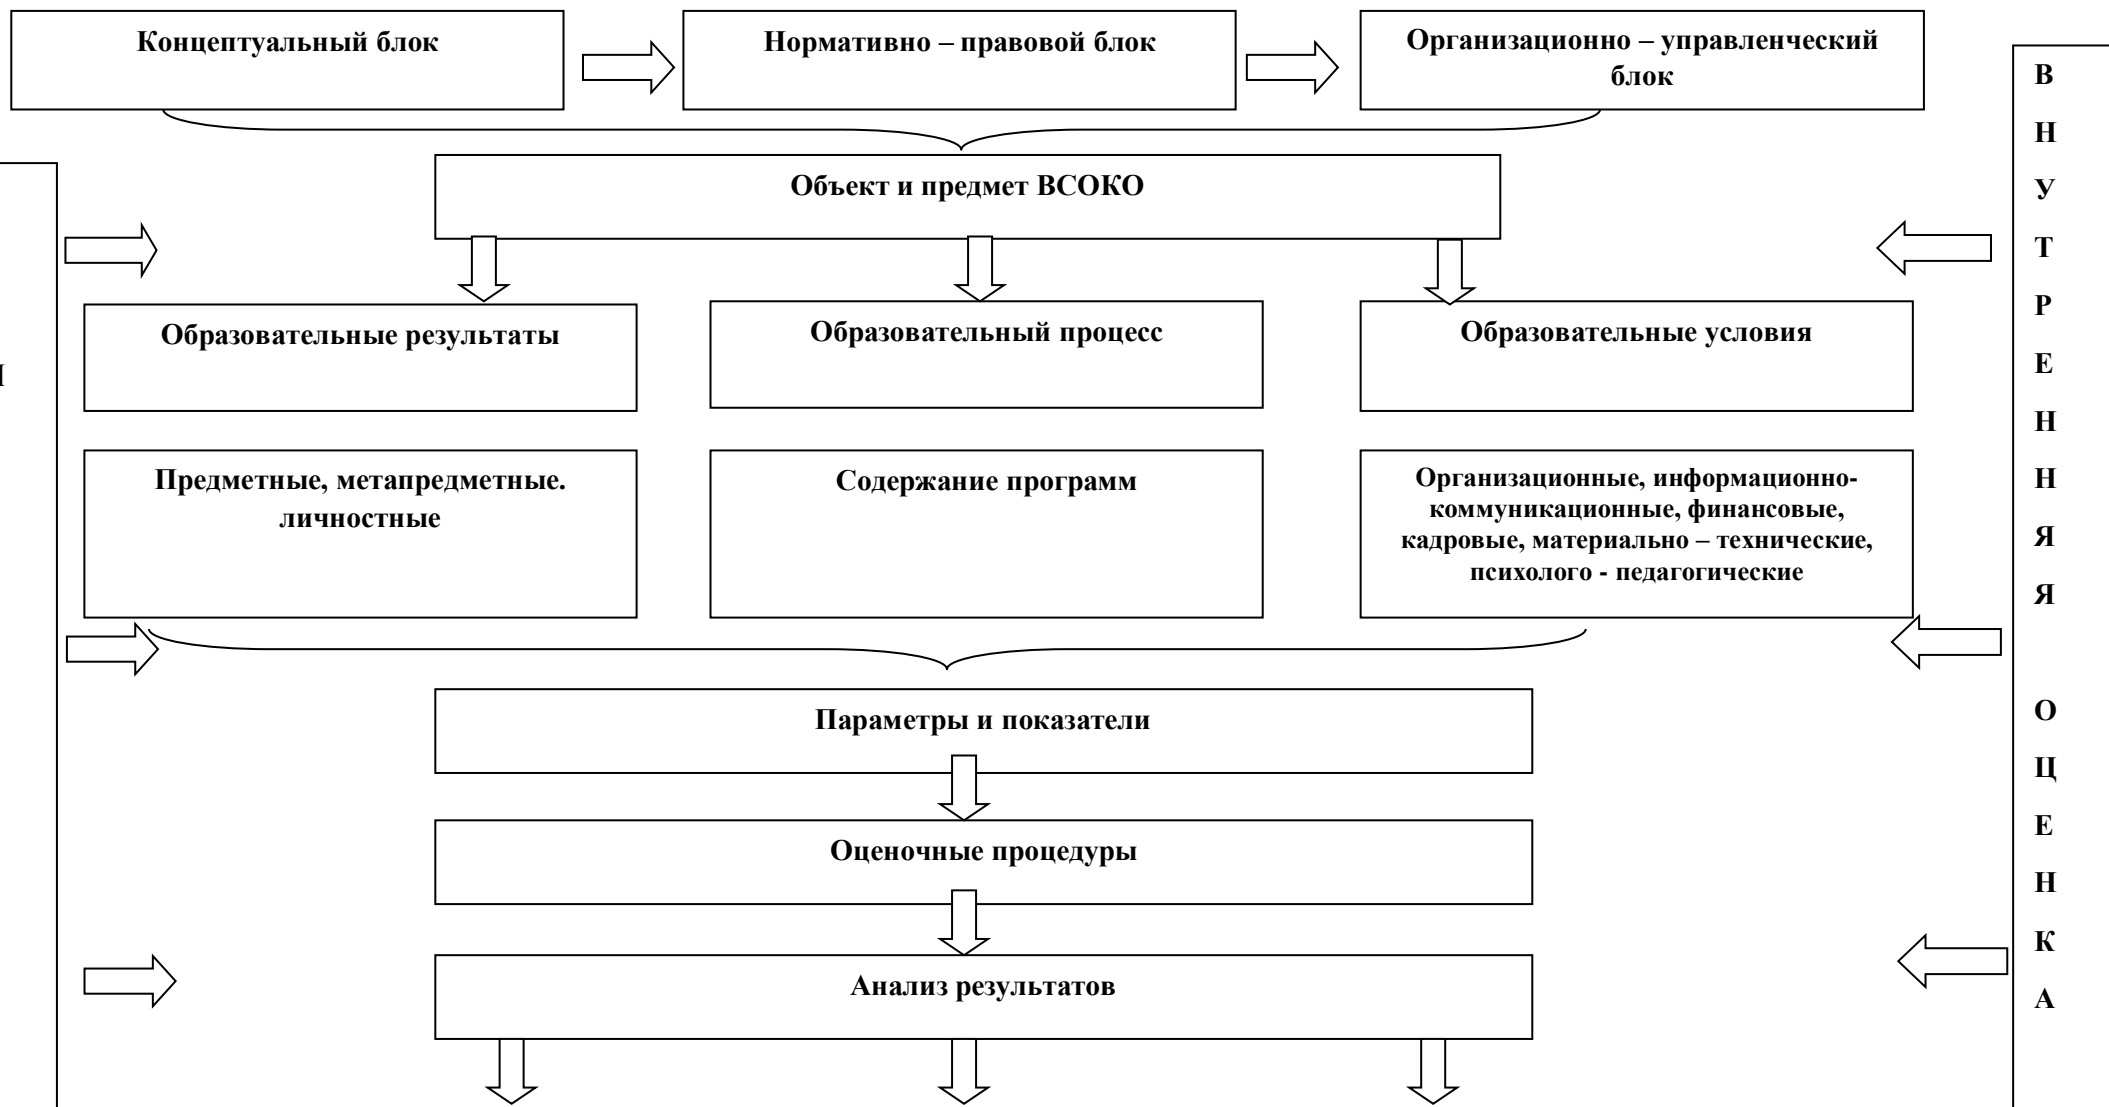 Концептуальный блок
Нормативно – правовой блок
Организационно – управленческий
блок
Объект и предмет ВСОКО
Образовательные результаты
Образовательный процесс
Образовательные условия
Предметные, метапредметные.
личностные
Содержание программ
Организационные, информационно-
коммуникационные, финансовые,
кадровые, материально – технические,
психолого - педагогические
Параметры и показатели
Оценочные процедуры
Анализ результатов
В
Н
У
Т
Р
Е
Н
Н
Я
Я
О
Ц
Е
Н
К
А